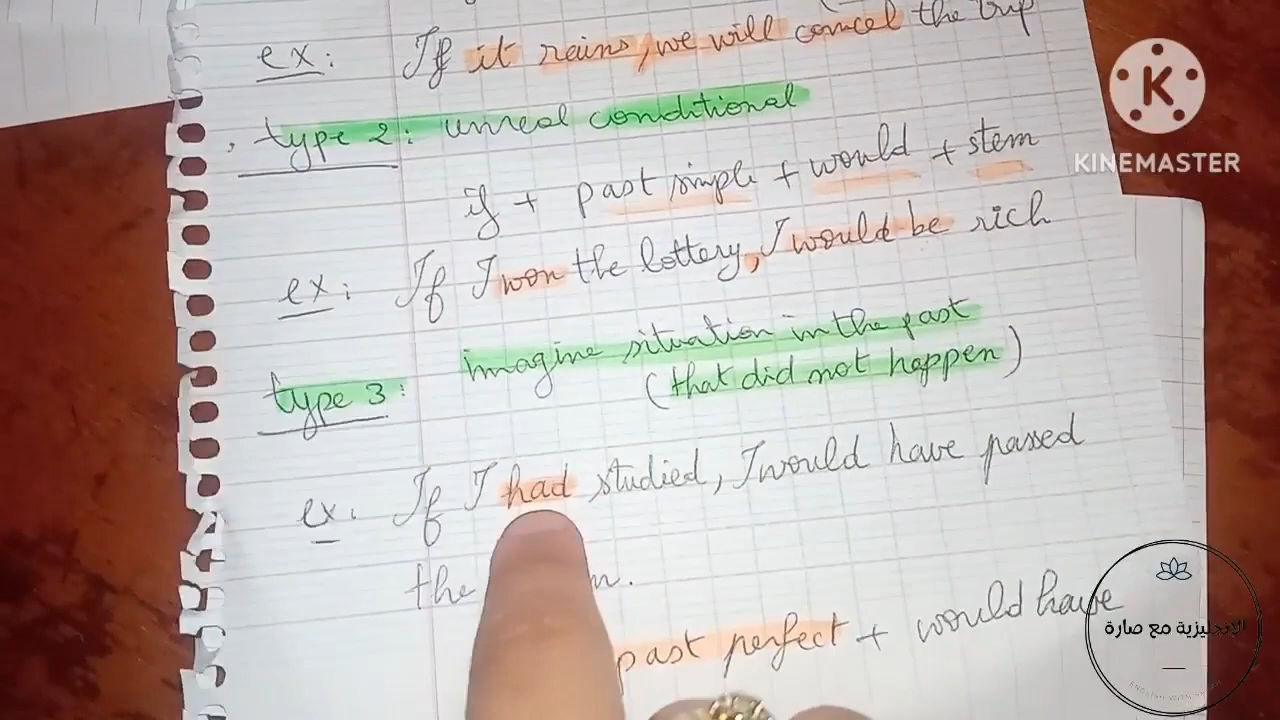 ex: If it rains, we will cancel the trip
type 2: unreal conditional
if + past simple + would + stem
ex: If I won the lottery, I would be rich
type 3: imagine situation in the past
(that did not happen)
ex. If I had studied, I would have passed
the
past perfect + would have
K
KINEMASTER
الإنجليزية مع صارة